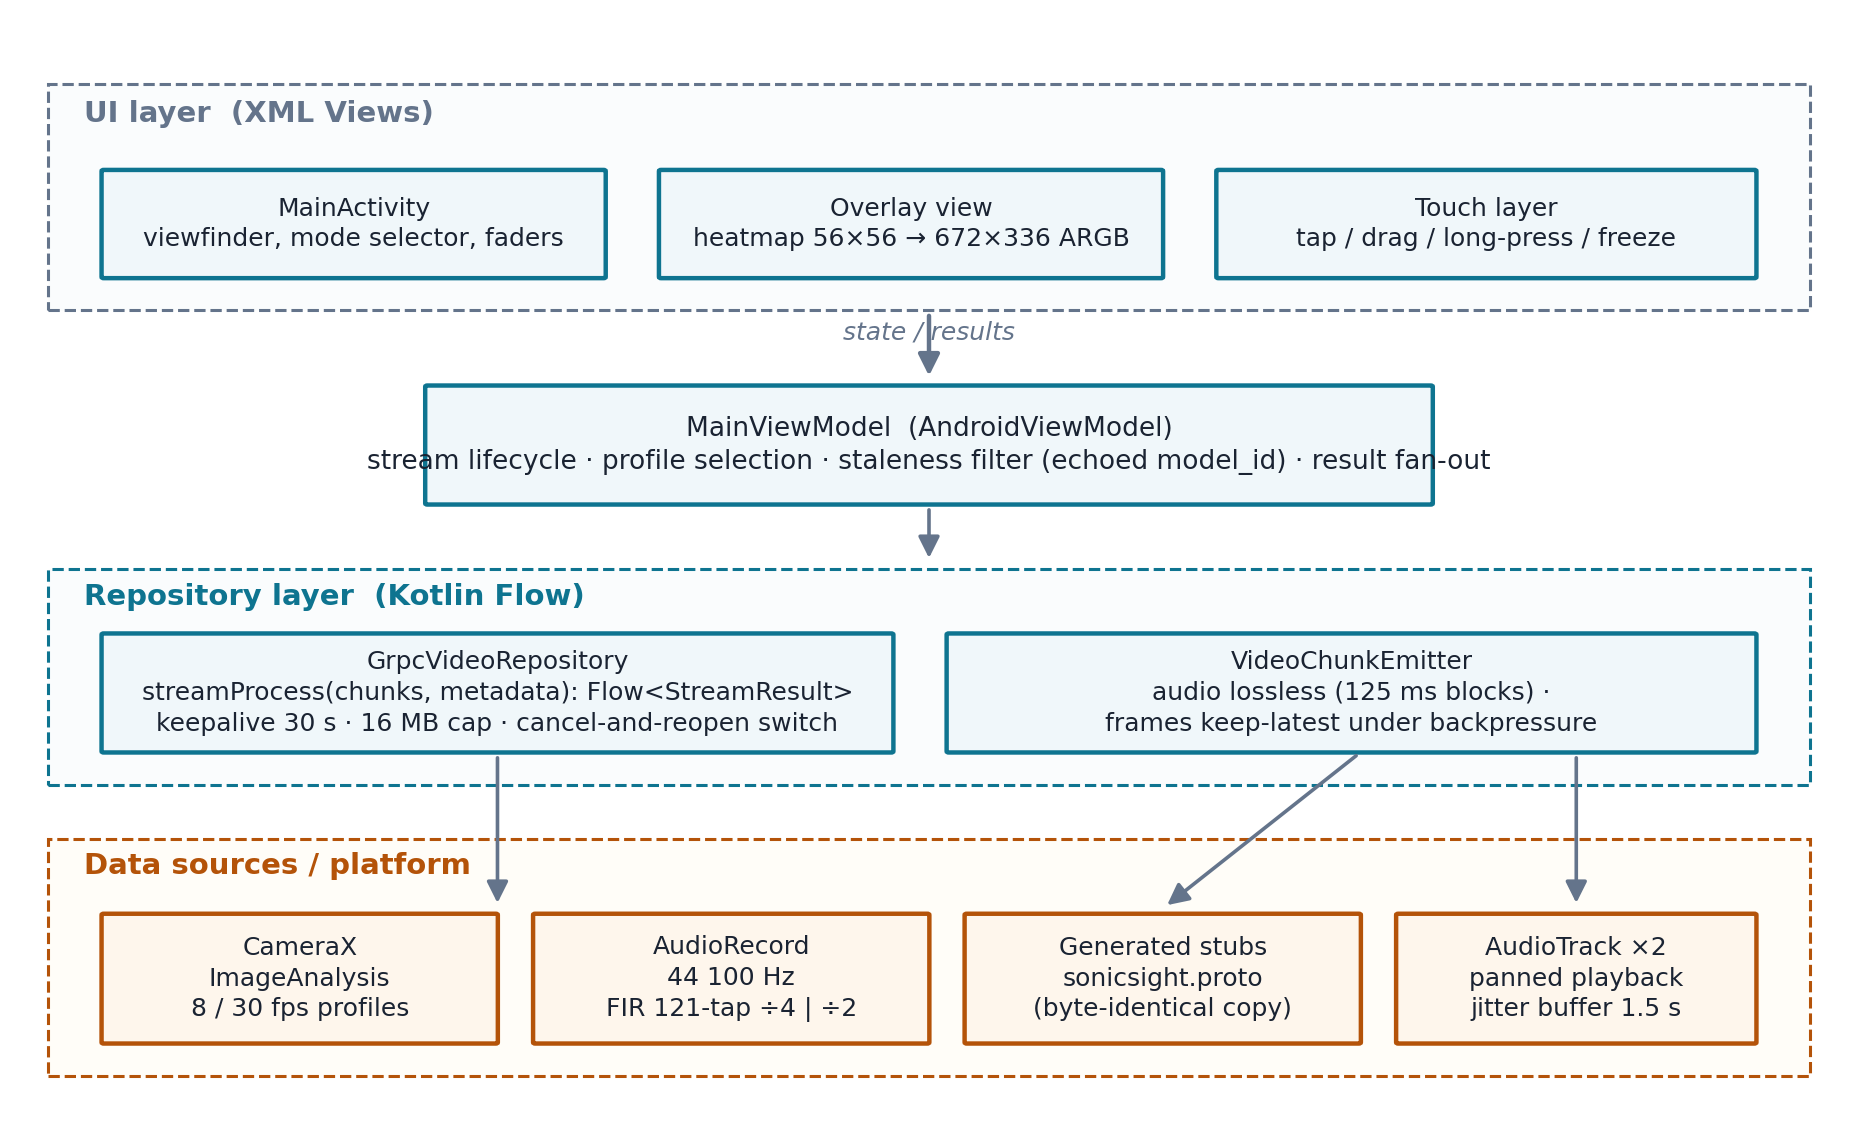 UI layer  (XML Views)
MainActivity
viewfinder, mode selector, faders
Overlay view
heatmap 56×56 → 672×336 ARGB
Touch layer
tap / drag / long-press / freeze
state / results
MainViewModel  (AndroidViewModel)
stream lifecycle · profile selection · staleness filter (echoed model_id) · result fan-out
Repository layer  (Kotlin Flow)
GrpcVideoRepository
streamProcess(chunks, metadata): Flow<StreamResult>
keepalive 30 s · 16 MB cap · cancel-and-reopen switch
VideoChunkEmitter
audio lossless (125 ms blocks) ·
frames keep-latest under backpressure
Data sources / platform
CameraX
ImageAnalysis
8 / 30 fps profiles
AudioRecord
44 100 Hz
FIR 121-tap ÷4 | ÷2
Generated stubs
sonicsight.proto
(byte-identical copy)
AudioTrack ×2
panned playback
jitter buffer 1.5 s